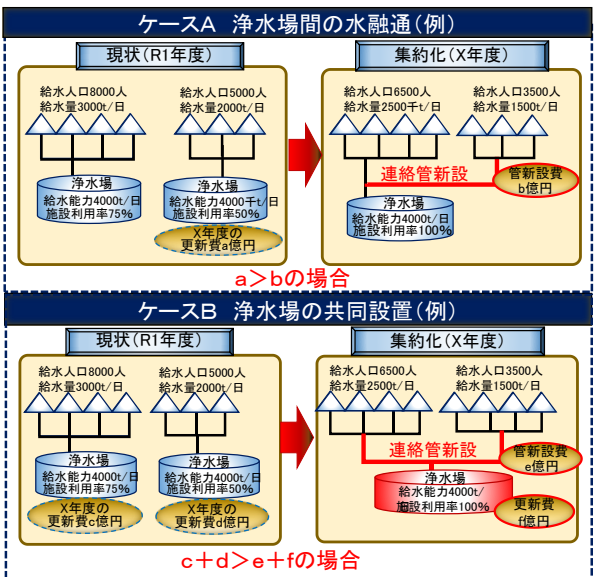 ケースA 浄水場間の水融通(例)
現状(R1年度)
給水人口8000人
給水量3000t/日
給水人口5000人
給水量2000t/日
浄水場
給水能力4000t/日
施設利用率75%
浄水場
給水能力4000千t/日
施設利用率50%
X年度の
更新費a億円
集約化(X年度)
給水人口6500人
給水量2500千t/日
給水人口3500人
給水量1500t/日
連絡管新設
管新設費
b億円
浄水場
給水能力4000t/日
施設利用率100%
a>bの場合
ケースB 浄水場の共同設置(例)
現状(R1年度)
給水人口8000人
給水量3000t/日
給水人口5000人
給水量2000t/日
浄水場
給水能力4000t/日
施設利用率75%
浄水場
給水能力4000t/日
施設利用率50%
X年度の
更新費c億円
X年度の
更新費d億円
集約化(X年度)
給水人口6500人
給水量2500t/日
給水人口3500人
給水量1500t/日
連絡管新設
管新設費
e億円
浄水場
給水能力4000t/
施設利用率100%
更新費
f億円
c+d>e+fの場合